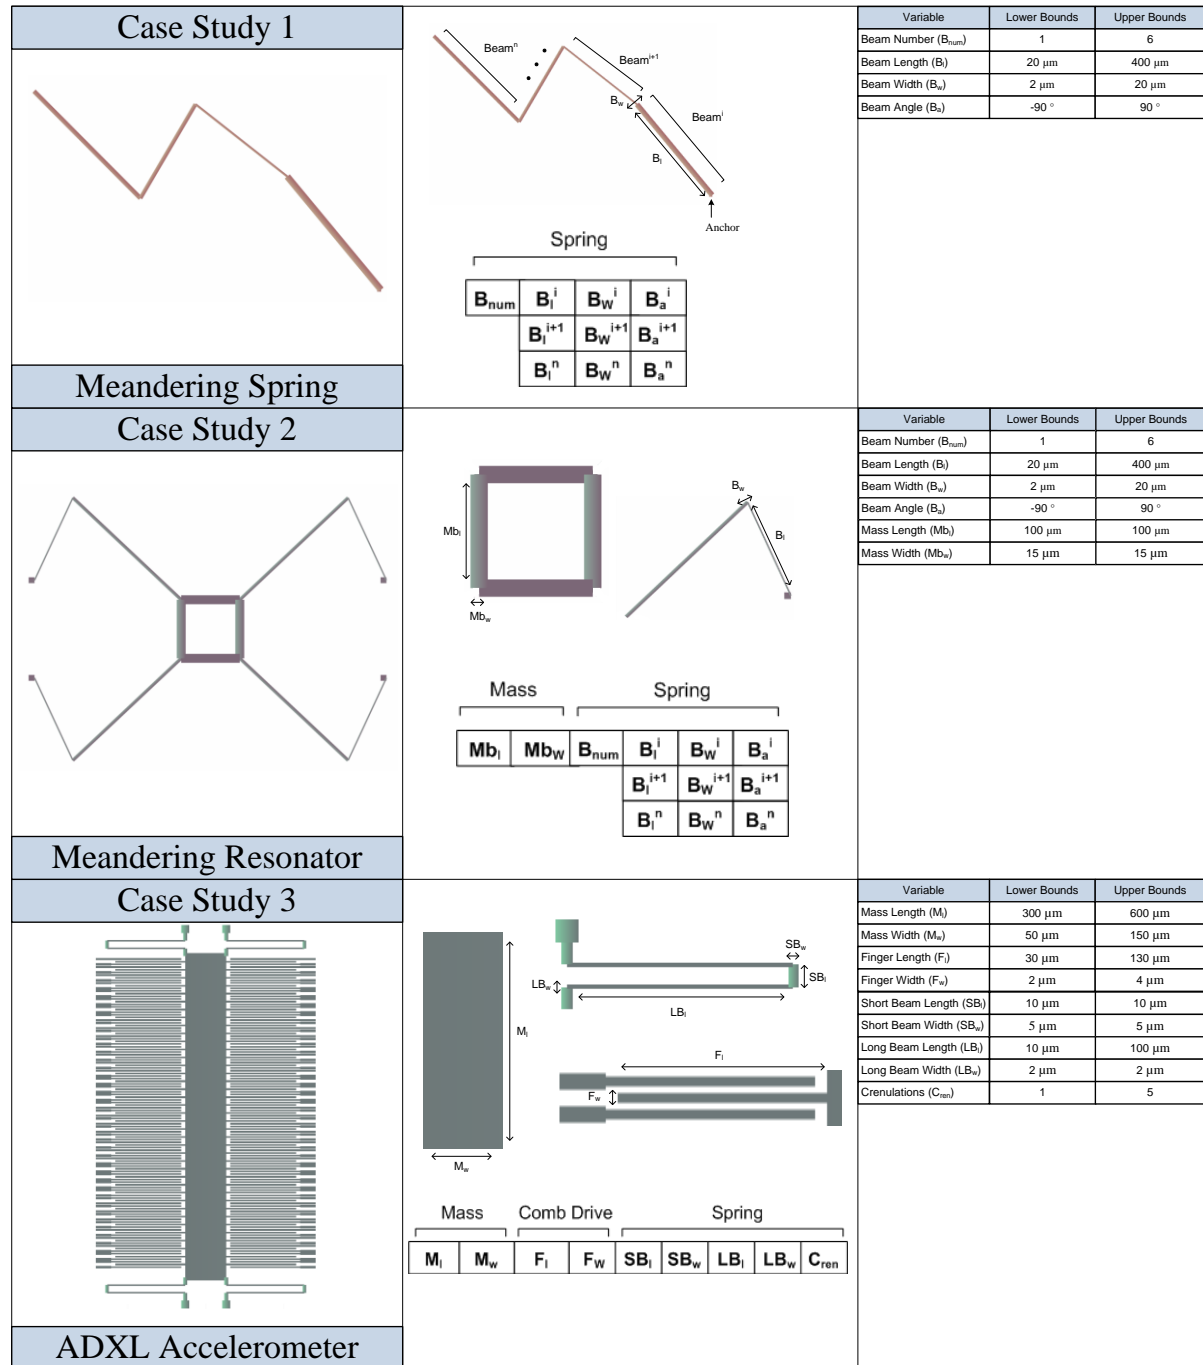 Case Study 1
Beamⁿ
Beamⁱ⁺¹
B_w
Beamⁱ
B_l
Anchor
Spring
B_num B_l^i B_W^i B_a^i
B_l^i+1 B_W^i+1 B_a^i+1
B_l^n B_W^n B_a^n
Meandering Spring
Variable Lower Bounds Upper Bounds
Beam Number (B_num) 1 6
Beam Length (B_l) 20 µm 400 µm
Beam Width (B_w) 2 µm 20 µm
Beam Angle (B_a) -90 ° 90 °
Case Study 2
Mb_l
Mb_w
B_w
B_l
Mass Spring
Mb_l Mb_W B_num B_l^i B_W^i B_a^i
B_l^i+1 B_W^i+1 B_a^i+1
B_l^n B_W^n B_a^n
Meandering Resonator
Variable Lower Bounds Upper Bounds
Beam Number (B_num) 1 6
Beam Length (B_l) 20 µm 400 µm
Beam Width (B_w) 2 µm 20 µm
Beam Angle (B_a) -90 ° 90 °
Mass Length (Mb_l) 100 µm 100 µm
Mass Width (Mb_w) 15 µm 15 µm
Case Study 3
M_l
M_w
SB_w
SB_l
LB_w
LB_l
F_l
F_w
Mass Comb Drive Spring
M_l M_w F_l F_W SB_l SB_w LB_l LB_w C_ren
ADXL Accelerometer
Variable Lower Bounds Upper Bounds
Mass Length (M_l) 300 µm 600 µm
Mass Width (M_w) 50 µm 150 µm
Finger Length (F_l) 30 µm 130 µm
Finger Width (F_w) 2 µm 4 µm
Short Beam Length (SB_l) 10 µm 10 µm
Short Beam Width (SB_w) 5 µm 5 µm
Long Beam Length (LB_l) 10 µm 100 µm
Long Beam Width (LB_w) 2 µm 2 µm
Crenulations (C_ren) 1 5